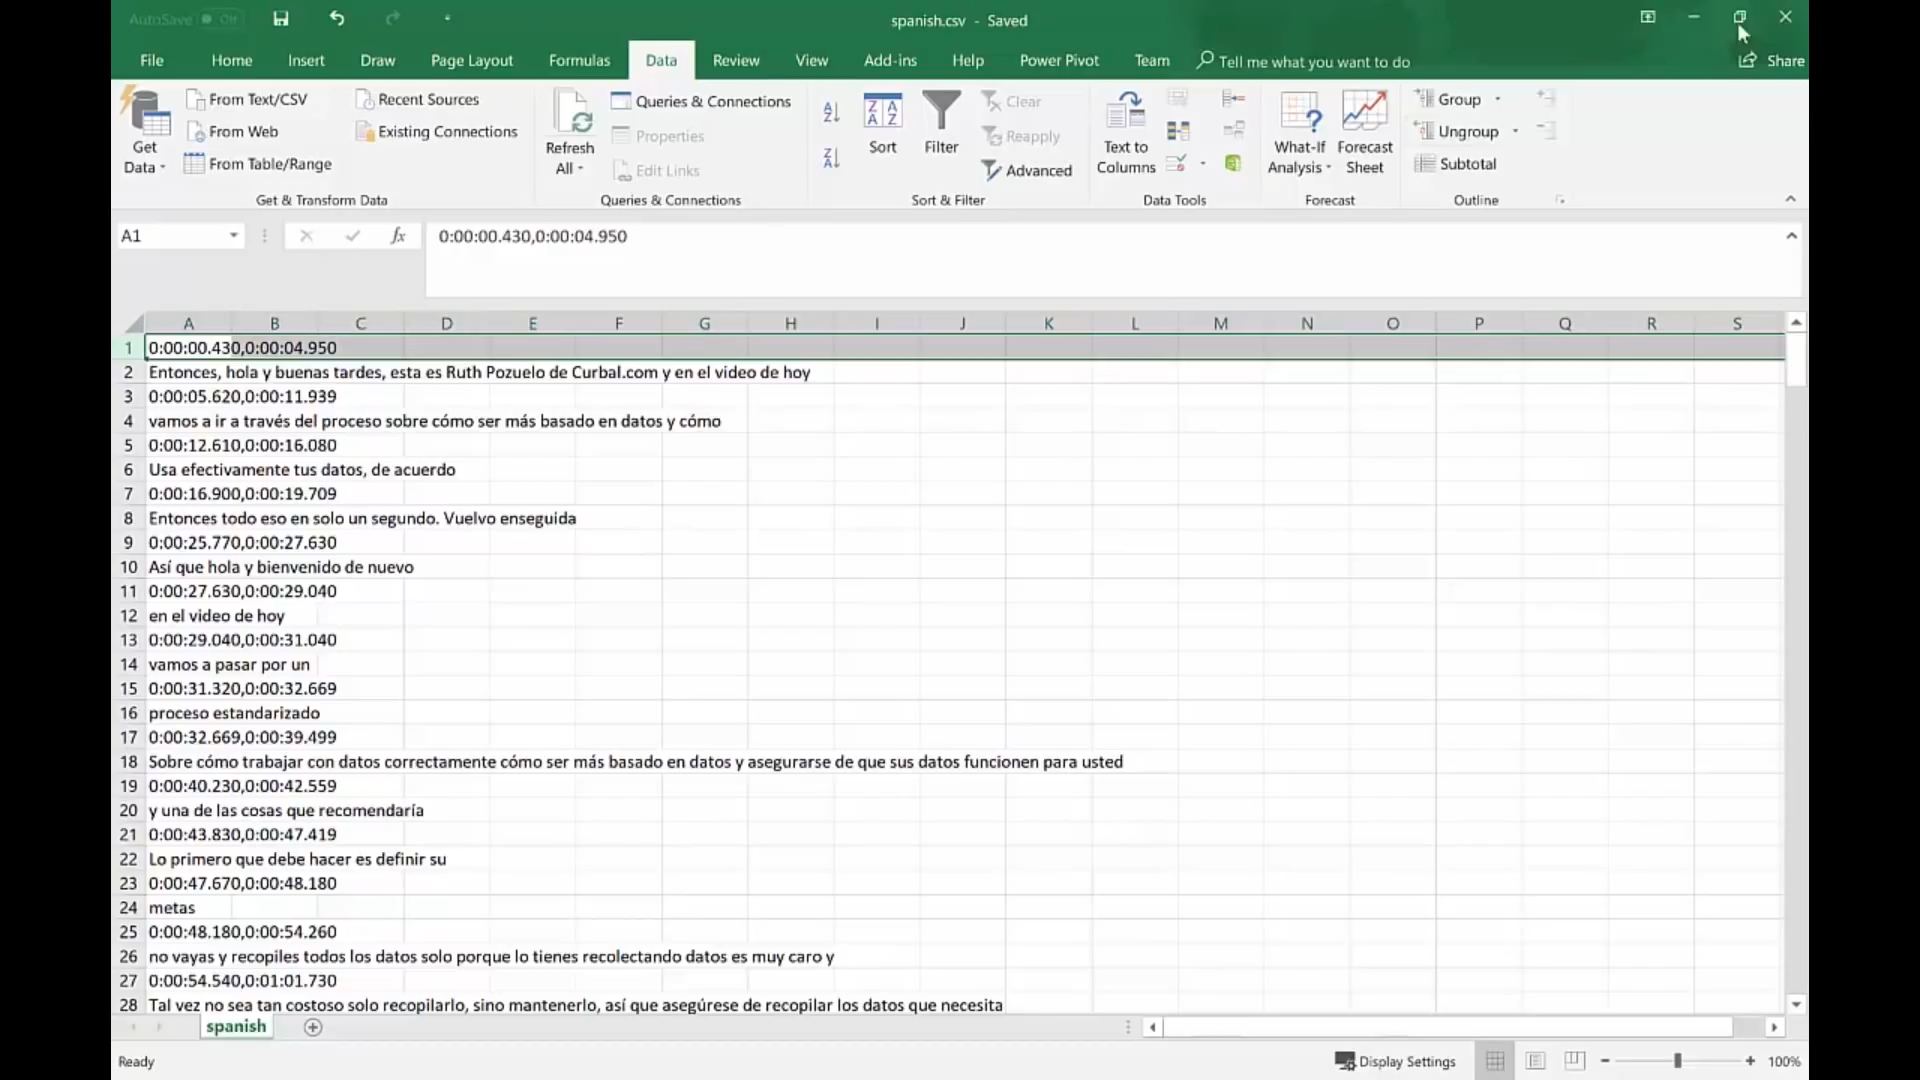 AutoSave Off
spanish.csv - Saved
File Home Insert Draw Page Layout Formulas Data Review View Add-ins Help Power Pivot Team Tell me what you want to do Share
Get Data
From Text/CSV
From Web
From Table/Range
Recent Sources
Existing Connections
Get & Transform Data
Refresh All
Queries & Connections
Properties
Edit Links
Queries & Connections
Sort
Filter
Clear
Reapply
Advanced
Sort & Filter
Text to Columns
Data Tools
What-If Analysis
Forecast Sheet
Forecast
Group
Ungroup
Subtotal
Outline
A1 fx 0:00:00.430,0:00:04.950
A B C D E F G H I J K L M N O P Q R S
1 0:00:00.430,0:00:04.950
2 Entonces, hola y buenas tardes, esta es Ruth Pozuelo de Curbal.com y en el video de hoy
3 0:00:05.620,0:00:11.939
4 vamos a ir a través del proceso sobre cómo ser más basado en datos y cómo
5 0:00:12.610,0:00:16.080
6 Usa efectivamente tus datos, de acuerdo
7 0:00:16.900,0:00:19.709
8 Entonces todo eso en solo un segundo. Vuelvo enseguida
9 0:00:25.770,0:00:27.630
10 Así que hola y bienvenido de nuevo
11 0:00:27.630,0:00:29.040
12 en el video de hoy
13 0:00:29.040,0:00:31.040
14 vamos a pasar por un
15 0:00:31.320,0:00:32.669
16 proceso estandarizado
17 0:00:32.669,0:00:39.499
18 Sobre cómo trabajar con datos correctamente cómo ser más basado en datos y asegurarse de que sus datos funcionen para usted
19 0:00:40.230,0:00:42.559
20 y una de las cosas que recomendaría
21 0:00:43.830,0:00:47.419
22 Lo primero que debe hacer es definir su
23 0:00:47.670,0:00:48.180
24 metas
25 0:00:48.180,0:00:54.260
26 no vayas y recopiles todos los datos solo porque lo tienes recolectando datos es muy caro y
27 0:00:54.540,0:01:01.730
28 Tal vez no sea tan costoso solo recopilarlo, sino mantenerlo, así que asegúrese de recopilar los datos que necesita
spanish
Ready
Display Settings
100%